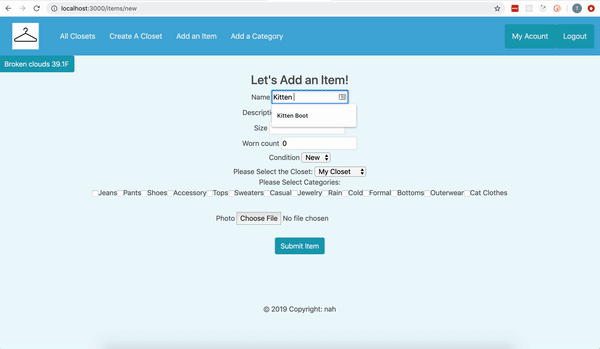 localhost:3000/items/new
All Closets Create A Closet Add an Item Add a Category My Acount Logout
Broken clouds 39.1F
Let's Add an Item!
Name Kitten
Kitten Boot
Descripti
Size
Worn count 0
Condition New
Please Select the Closet: My Closet
Please Select Categories:
Jeans Pants Shoes Accessory Tops Sweaters Casual Jewelry Rain Cold Formal Bottoms Outerwear Cat Clothes
Photo Choose File No file chosen
Submit Item
© 2019 Copyright: nah